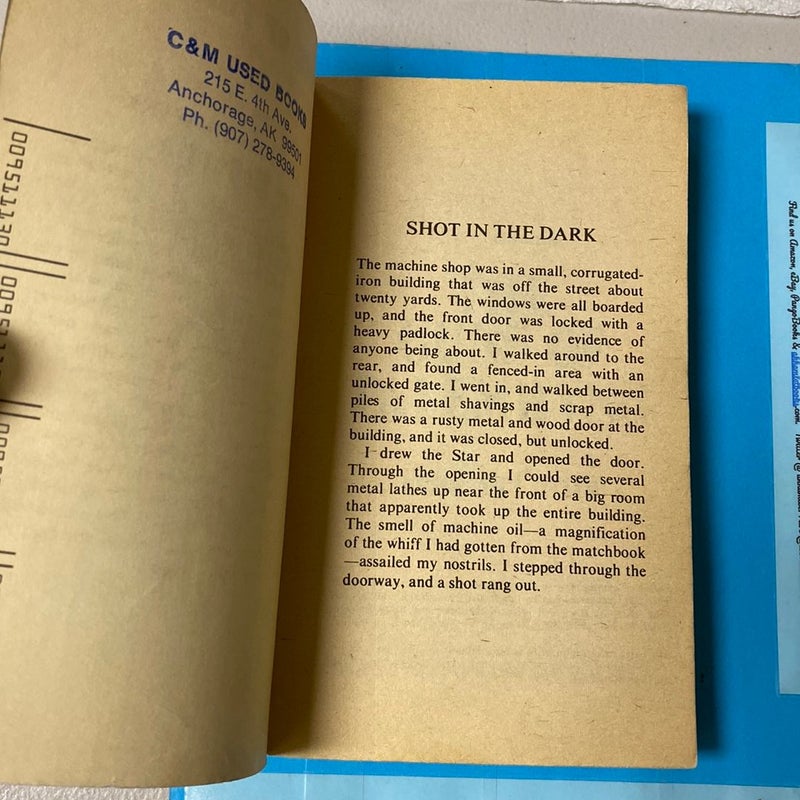 C&M USED BOOKS
215 E. 4th Ave.
Anchorage, AK 99501
Ph. (907) 278-9394
009511130
SHOT IN THE DARK
The machine shop was in a small, corrugated-
iron building that was off the street about
twenty yards. The windows were all boarded
up, and the front door was locked with a
heavy padlock. There was no evidence of
anyone being about. I walked around to the
rear, and found a fenced-in area with an
unlocked gate. I went in, and walked between
piles of metal shavings and scrap metal.
There was a rusty metal and wood door at the
building, and it was closed, but unlocked.
I drew the Star and opened the door.
Through the opening I could see several
metal lathes up near the front of a big room
that apparently took up the entire building.
The smell of machine oil—a magnification
of the whiff I had gotten from the matchbook
—assailed my nostrils. I stepped through the
doorway, and a shot rang out.
Find us on Amazon, eBay, PangoBooks &